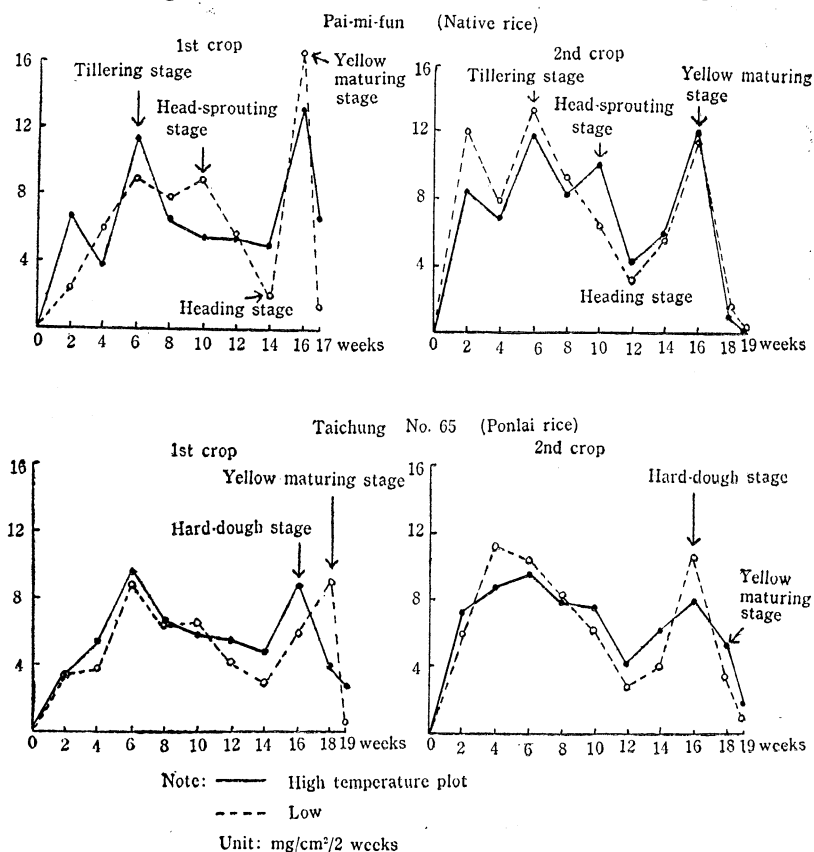 Pai-mi-fun (Native rice)
1st crop
16
12
8
4
Tillering stage
Head-sprouting
stage
Yellow
maturing
stage
Heading stage
0 2 4 6 8 10 12 14 16 17 weeks
2nd crop
16
12
8
4
Tillering stage
Head-sprouting
stage
Yellow maturing
stage
Heading stage
0 2 4 6 8 10 12 14 16 18 19 weeks
Taichung No. 65 (Ponlai rice)
1st crop
16
12
8
4
Yellow maturing stage
Hard-dough stage
0 2 4 6 8 10 12 14 16 18 19 weeks
2nd crop
16
12
8
4
Hard-dough stage
Yellow
maturing
stage
0 2 4 6 8 10 12 14 16 18 19 weeks
Note: High temperature plot
Low
Unit: mg/cm²/2 weeks